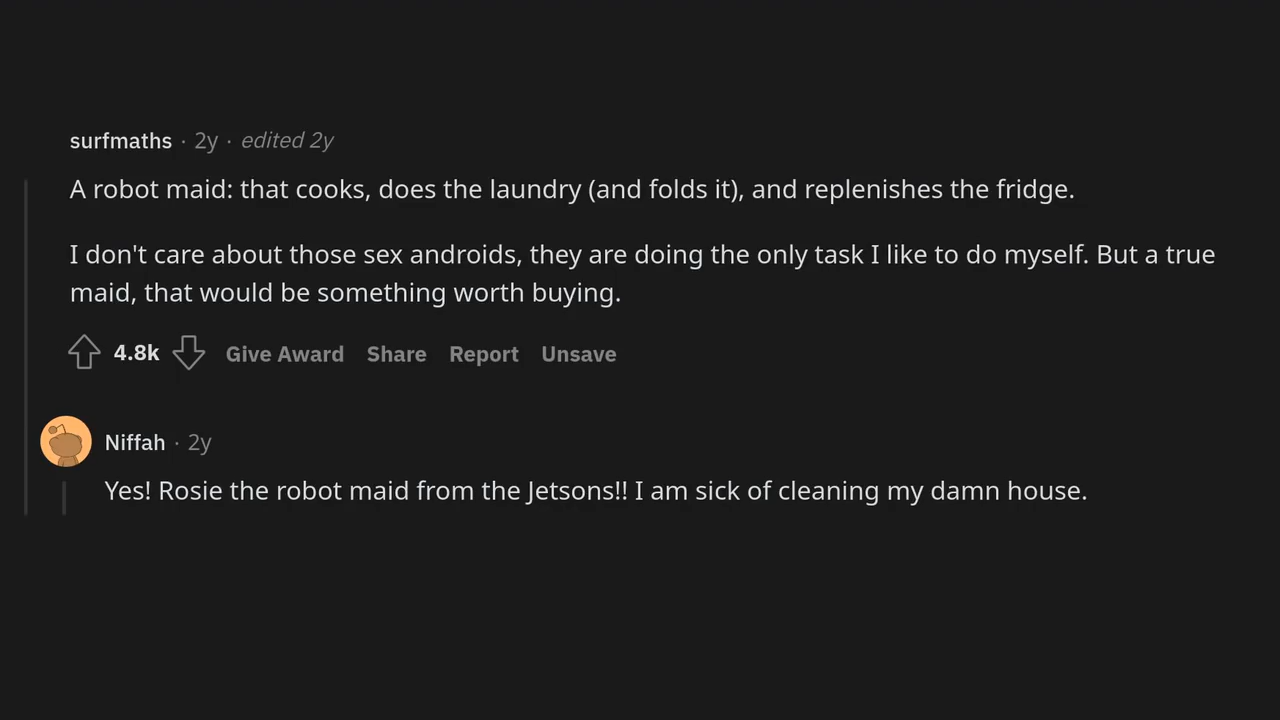 surfmaths · 2y · edited 2y
A robot maid: that cooks, does the laundry (and folds it), and replenishes the fridge.
I don't care about those sex androids, they are doing the only task I like to do myself. But a true
maid, that would be something worth buying.
4.8k Give Award Share Report Unsave
Niffah · 2y
Yes! Rosie the robot maid from the Jetsons!! I am sick of cleaning my damn house.